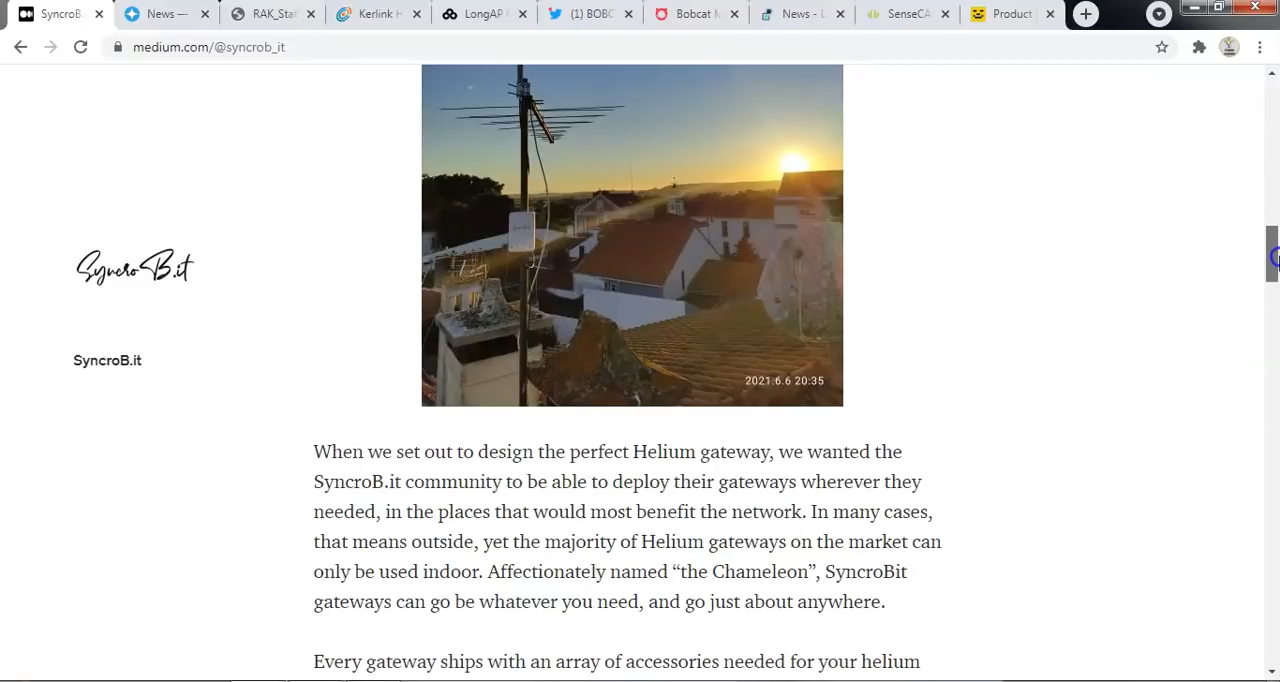 SyncroB.
News —
RAK_Stat
Kerlink H
LongAP
(1) BOBC
Bobcat M
News - L
SenseCA
Product
medium.com/@syncrob_it
SyncroB.it
SyncroB.it
2021.6.6 20:35
When we set out to design the perfect Helium gateway, we wanted the
SyncroB.it community to be able to deploy their gateways wherever they
needed, in the places that would most benefit the network. In many cases,
that means outside, yet the majority of Helium gateways on the market can
only be used indoor. Affectionately named “the Chameleon”, SyncroBit
gateways can go be whatever you need, and go just about anywhere.
Every gateway ships with an array of accessories needed for your helium